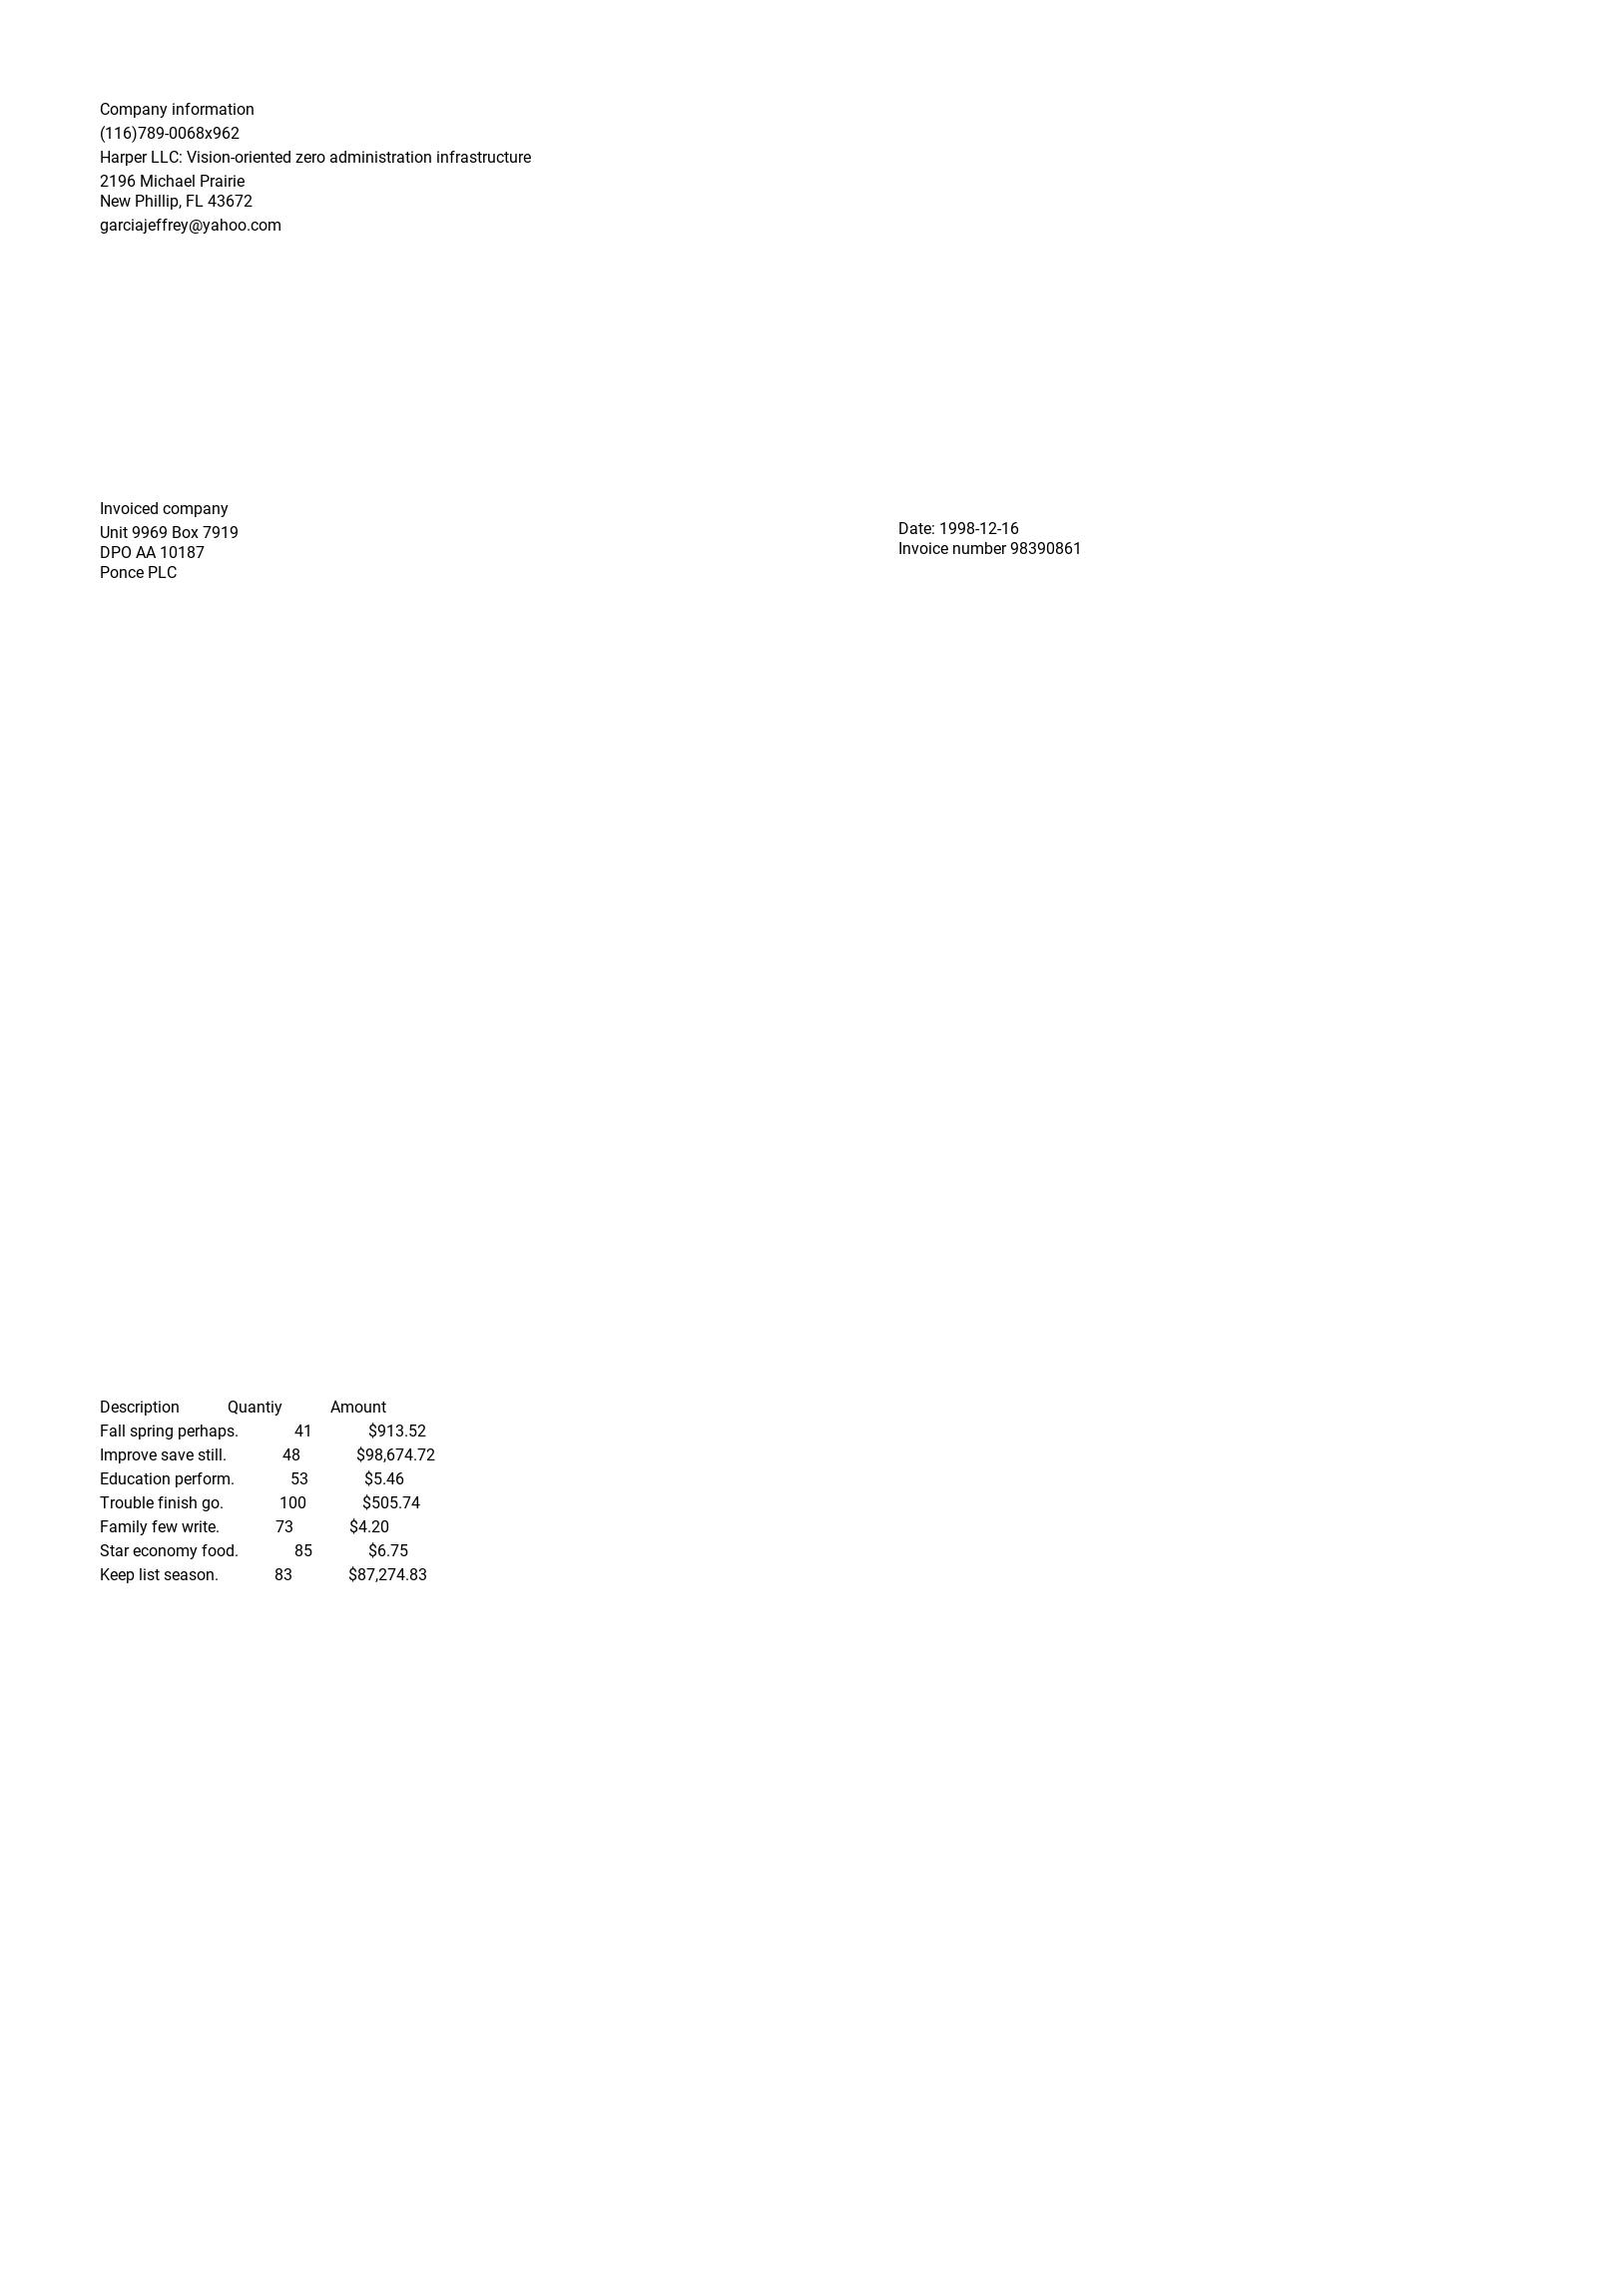 Company information
(116)789-0068x962
Harper LLC: Vision-oriented zero administration infrastructure
2196 Michael Prairie
New Phillip, FL 43672
garciajeffrey@yahoo.com
Invoiced company
Unit 9969 Box 7919
DPO AA 10187
Ponce PLC
Date: 1998-12-16
Invoice number 98390861
Description Quantiy Amount
Fall spring perhaps. 41 $913.52
Improve save still. 48 $98,674.72
Education perform. 53 $5.46
Trouble finish go. 100 $505.74
Family few write. 73 $4.20
Star economy food. 85 $6.75
Keep list season. 83 $87,274.83